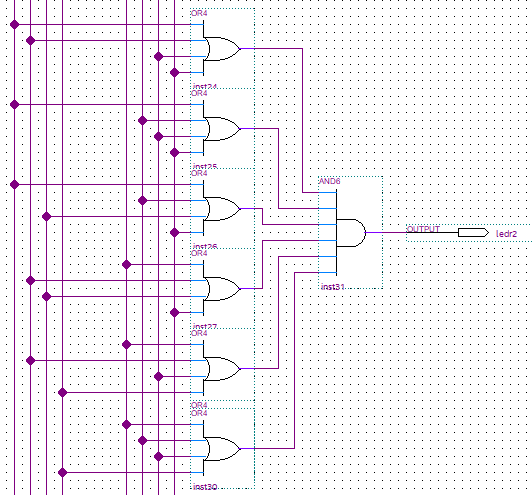 OR4
inst24
OR4
inst25
OR4
inst26
OR4
inst27
OR4
OR4
OR4
inst30
AND6
inst31
OUTPUT
ledr2